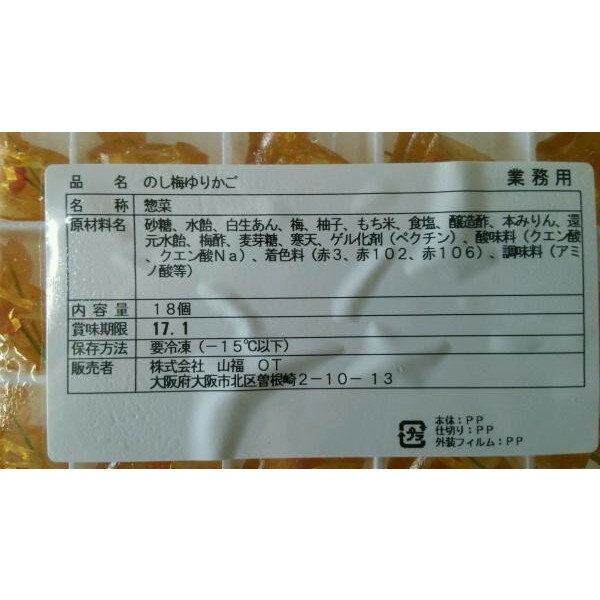 品名 のし梅ゆりかご 業務用
名称 惣菜
原材料名 砂糖、水飴、白生あん、梅、柚子、もち米、食塩、醸造酢、本みりん、還
元水飴、梅酢、麦芽糖、寒天、ゲル化剤(ペクチン)、酸味料(クエン酸
、クエン酸Na)、着色料(赤3、赤102、赤106)、調味料(アミ
ノ酸等)
内容量 18個
賞味期限 17.1
保存方法 要冷凍(-15℃以下)
販売者 株式会社 山福 OT
大阪府大阪市北区曽根崎2-10-13
プラ
本体:PP
仕切り:PP
外装フィルム:PP